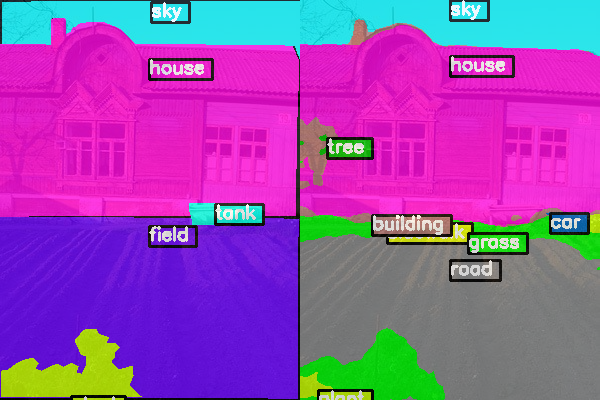 sky
house
tank
field
sky
house
tree
building
car
grass
road